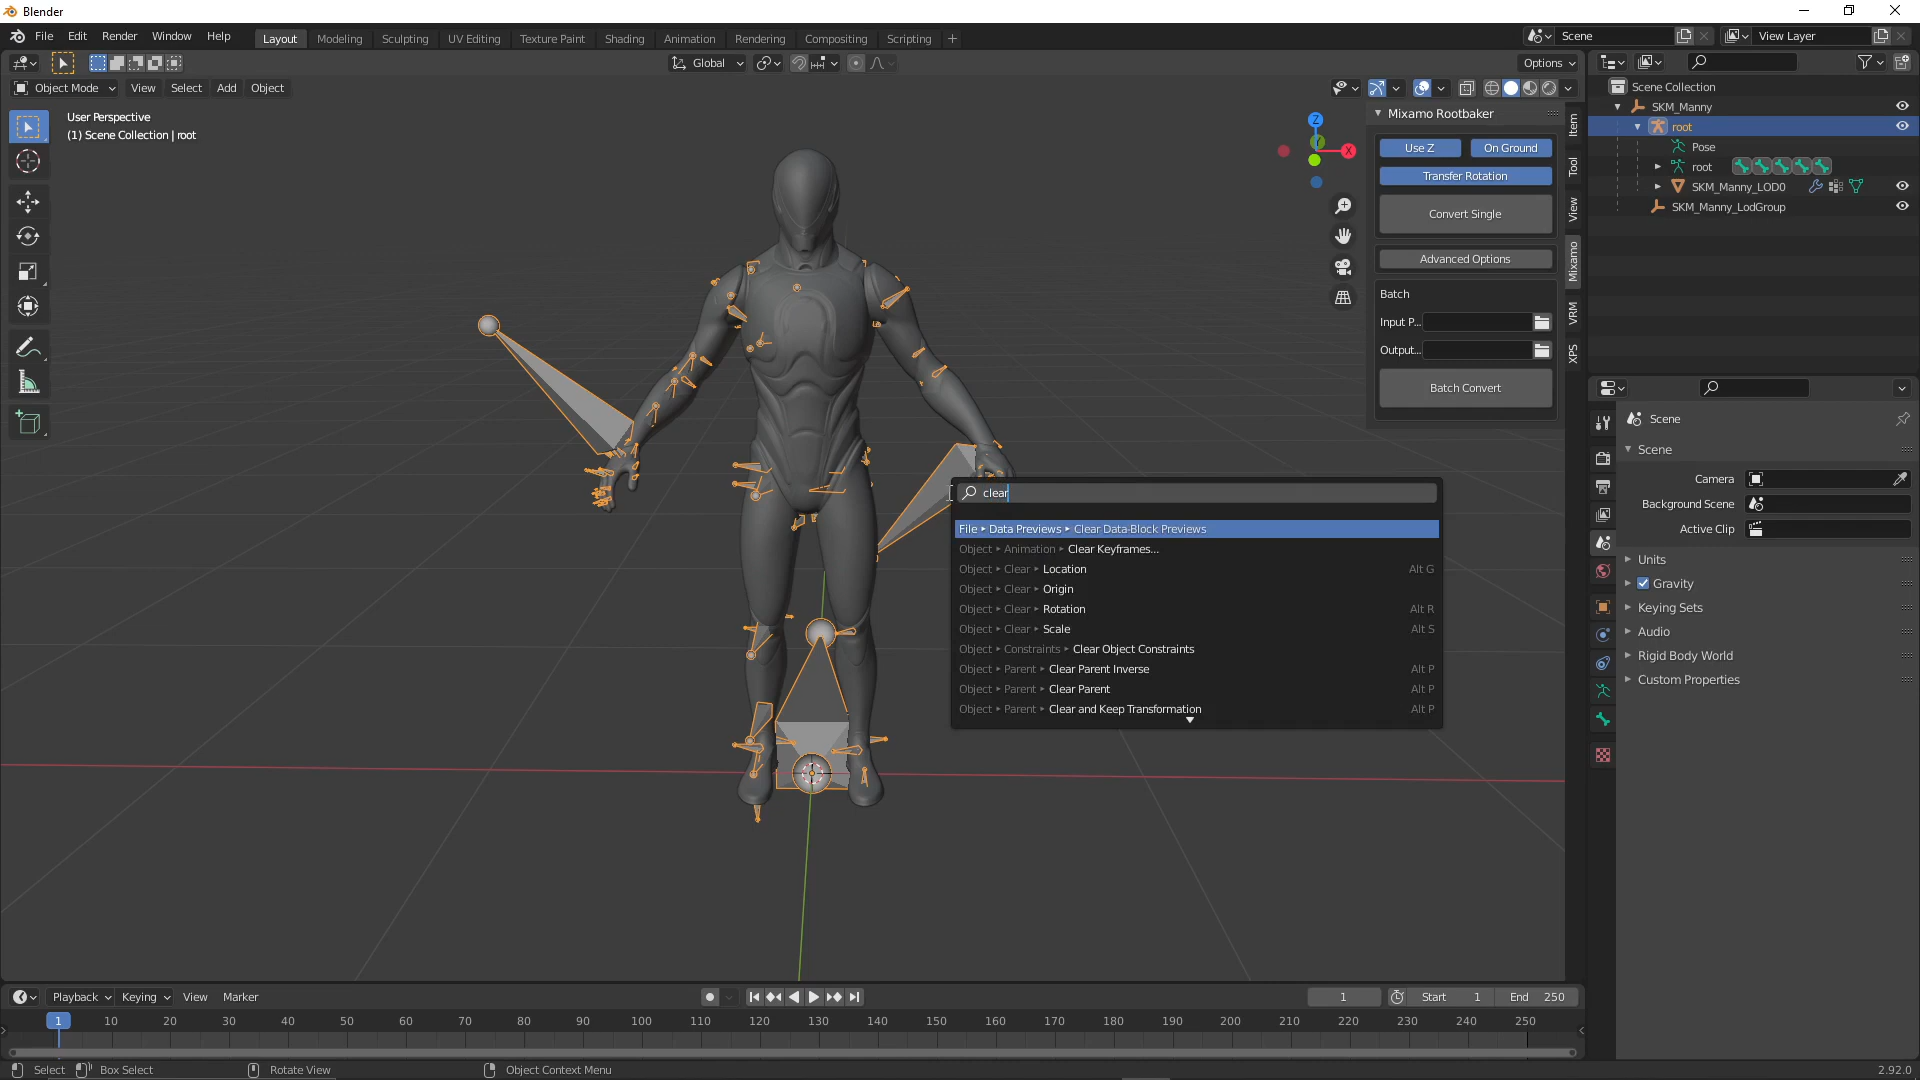 Blender
File Edit Render Window Help Layout Modeling Sculpting UV Editing Texture Paint Shading Animation Rendering Compositing Scripting + Scene View Layer
Global Options
Object Mode View Select Add Object
User Perspective
(1) Scene Collection | root
Z
X
Mixamo Rootbaker
Use Z On Ground
Transfer Rotation
Convert Single
Advanced Options
Batch
Input P...
Output...
Batch Convert
Item
Tool
View
Mixamo
VRM
XPS
Scene Collection
SKM_Manny
root
Pose
root
SKM_Manny_LOD0
SKM_Manny_LodGroup
clear
File ▸ Data Previews ▸ Clear Data-Block Previews
Object ▸ Animation ▸ Clear Keyframes...
Object ▸ Clear ▸ Location Alt G
Object ▸ Clear ▸ Origin
Object ▸ Clear ▸ Rotation Alt R
Object ▸ Clear ▸ Scale Alt S
Object ▸ Constraints ▸ Clear Object Constraints
Object ▸ Parent ▸ Clear Parent Inverse Alt P
Object ▸ Parent ▸ Clear Parent Alt P
Object ▸ Parent ▸ Clear and Keep Transformation Alt P
Scene
Scene
Camera
Background Scene
Active Clip
Units
Gravity
Keying Sets
Audio
Rigid Body World
Custom Properties
Playback Keying View Marker 1 Start 1 End 250
1 10 20 30 40 50 60 70 80 90 100 110 120 130 140 150 160 170 180 190 200 210 220 230 240 250
Select Box Select Rotate View Object Context Menu 2.92.0